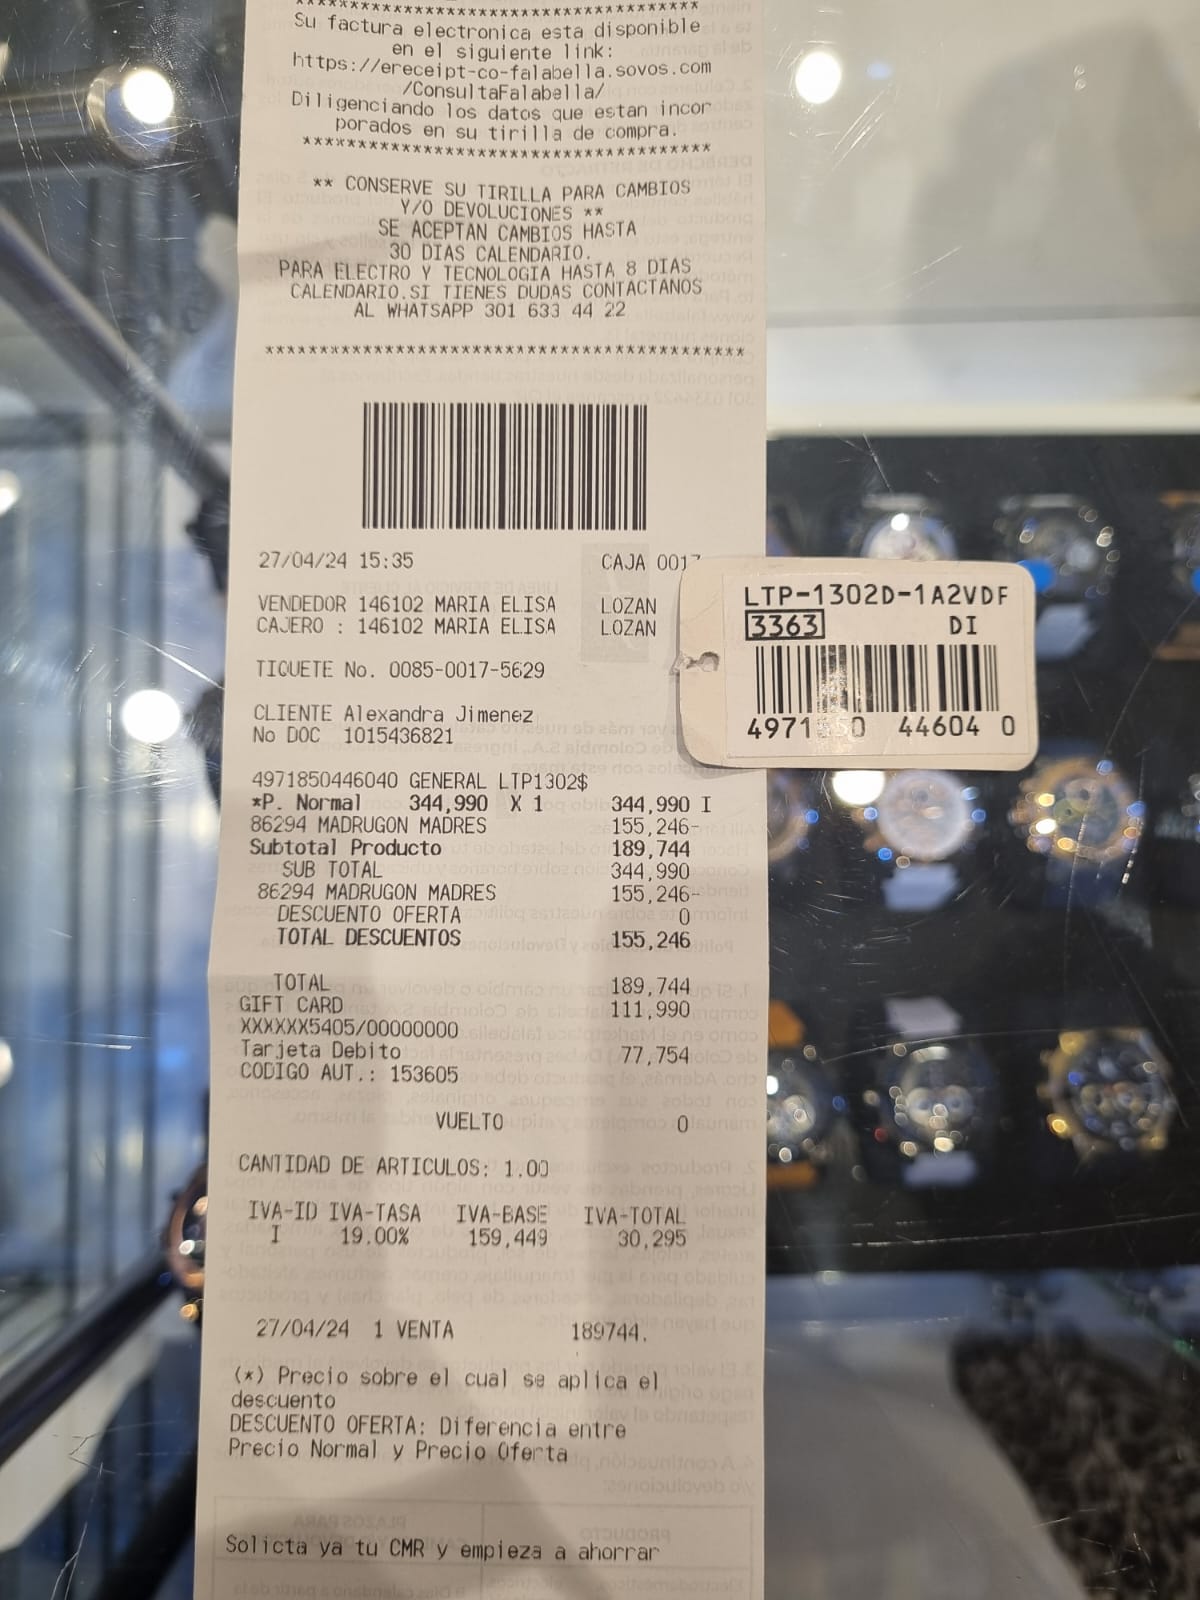 ************************************
Su factura electronica esta disponible
en el siguiente link:
https://ereceipt-co-falabella.sovos.com
/ConsultaFalabella/
Diligenciando los datos que estan incor
porados en su tirilla de compra.
************************************
** CONSERVE SU TIRILLA PARA CAMBIOS
Y/O DEVOLUCIONES **
SE ACEPTAN CAMBIOS HASTA
30 DIAS CALENDARIO.
PARA ELECTRO Y TECNOLOGIA HASTA 8 DIAS
CALENDARIO.SI TIENES DUDAS CONTACTANOS
AL WHATSAPP 301 633 44 22
******************************************
27/04/24 15:35 CAJA 0017
VENDEDOR 146102 MARIA ELISA LOZAN
CAJERO : 146102 MARIA ELISA LOZAN
TIQUETE No. 0085-0017-5629
CLIENTE Alexandra Jimenez
No DOC 1015436821
4971850446040 GENERAL LTP1302$
*P. Normal 344,990 X 1 344,990 I
86294 MADRUGON MADRES 155,246-
Subtotal Producto 189,744
SUB TOTAL 344,990
86294 MADRUGON MADRES 155,246-
DESCUENTO OFERTA 0
TOTAL DESCUENTOS 155,246
TOTAL 189,744
GIFT CARD 111,990
XXXXXX5405/00000000
Tarjeta Debito 77,754
CODIGO AUT.: 153605
VUELTO 0
CANTIDAD DE ARTICULOS: 1.00
IVA-ID IVA-TASA IVA-BASE IVA-TOTAL
I 19.00% 159,449 30,295
27/04/24 1 VENTA 189744.
(*) Precio sobre el cual se aplica el
descuento
DESCUENTO OFERTA: Diferencia entre
Precio Normal y Precio Oferta
Solicta ya tu CMR y empieza a ahorrar
LTP-1302D-1A2VDF
3363 DI
4971850 44604 0